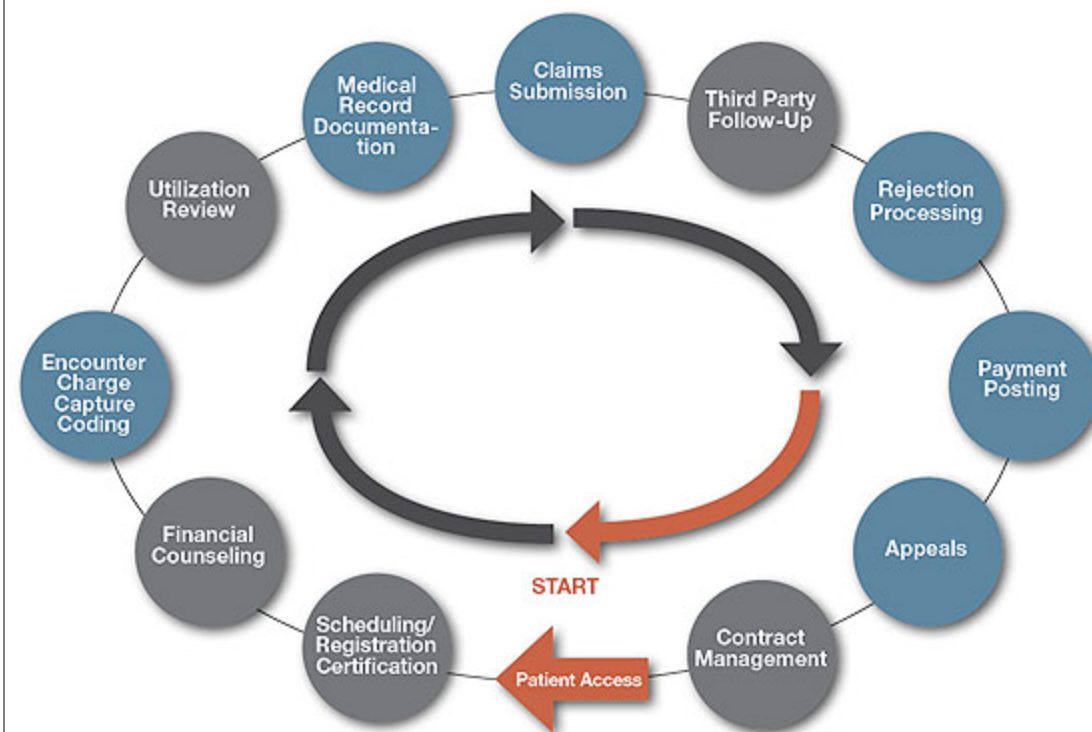 Claims
Submission
Third Party
Follow-Up
Rejection
Processing
Payment
Posting
Appeals
Contract
Management
Patient Access
START
Scheduling/
Registration
Certification
Financial
Counseling
Encounter
Charge
Capture
Coding
Utilization
Review
Medical
Record
Documenta-
tion